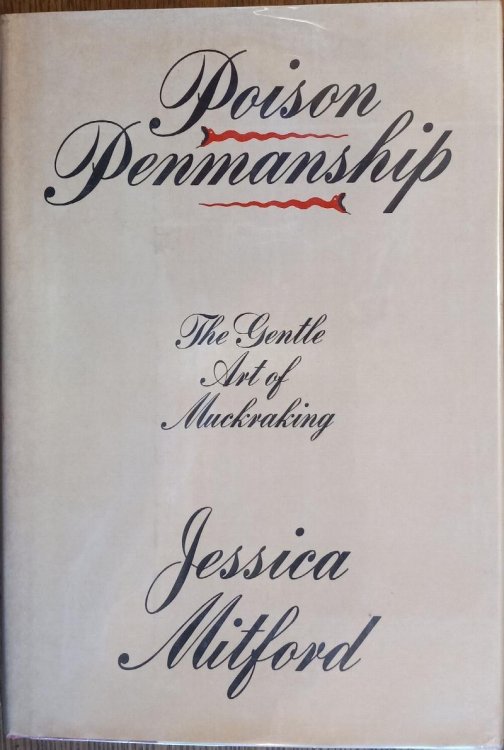 Poison
Penmanship
The Gentle
Art of
Muckraking
Jessica
Mitford